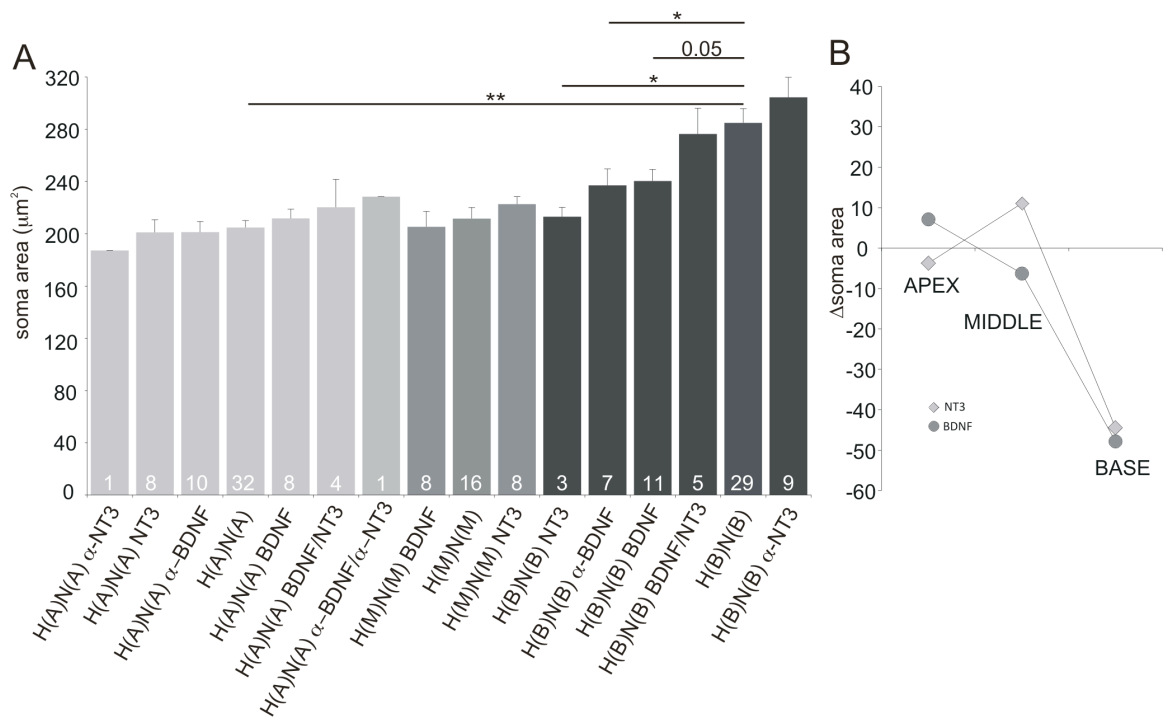 *
0.05
*
**
A
B
soma area (μm²)
320
280
240
200
160
120
80
40
0
1 8 10 32 8 4 1 8 16 8 3 7 11 5 29 9
H(A)N(A) α-NT3
H(A)N(A) NT3
H(A)N(A) α-BDNF
H(A)N(A)
H(A)N(A) BDNF
H(A)N(A) BDNF/NT3
H(A)N(A) α-BDNF/α-NT3
H(M)N(M) BDNF
H(M)N(M)
H(M)N(M) NT3
H(B)N(B) NT3
H(B)N(B) α-BDNF
H(B)N(B) BDNF
H(B)N(B) BDNF/NT3
H(B)N(B)
H(B)N(B) α-NT3
Δsoma area
40
30
20
10
0
-10
-20
-30
-40
-50
-60
APEX
MIDDLE
BASE
NT3
BDNF